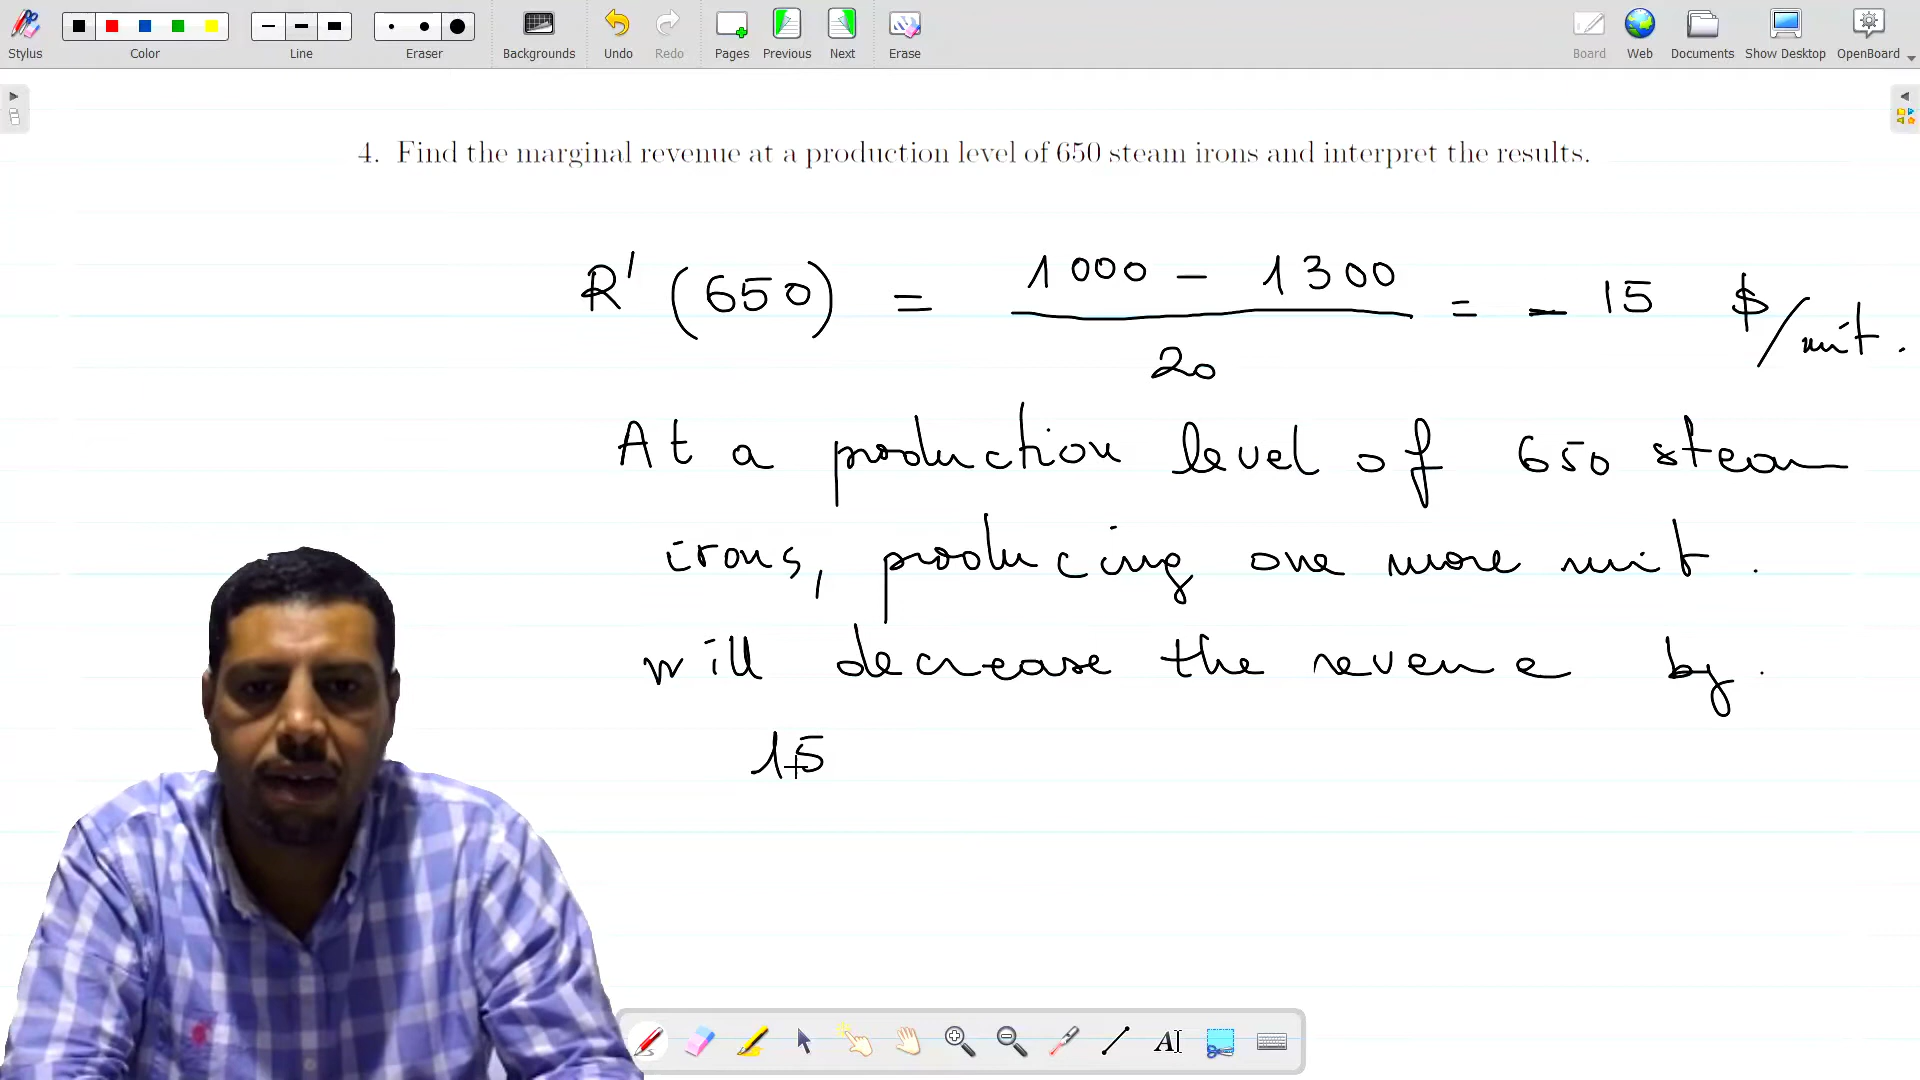 Stylus Color Line Eraser Backgrounds Undo Redo Pages Previous Next Erase Board Web Documents Show Desktop OpenBoard
4. Find the marginal revenue at a production level of 650 steam irons and interpret the results.
R'(650) = (1000 - 1300)/20 = - 15 $/unit.
At a production level of 650 steam
irons, producing one more unit.
will decrease the revenue by.
15